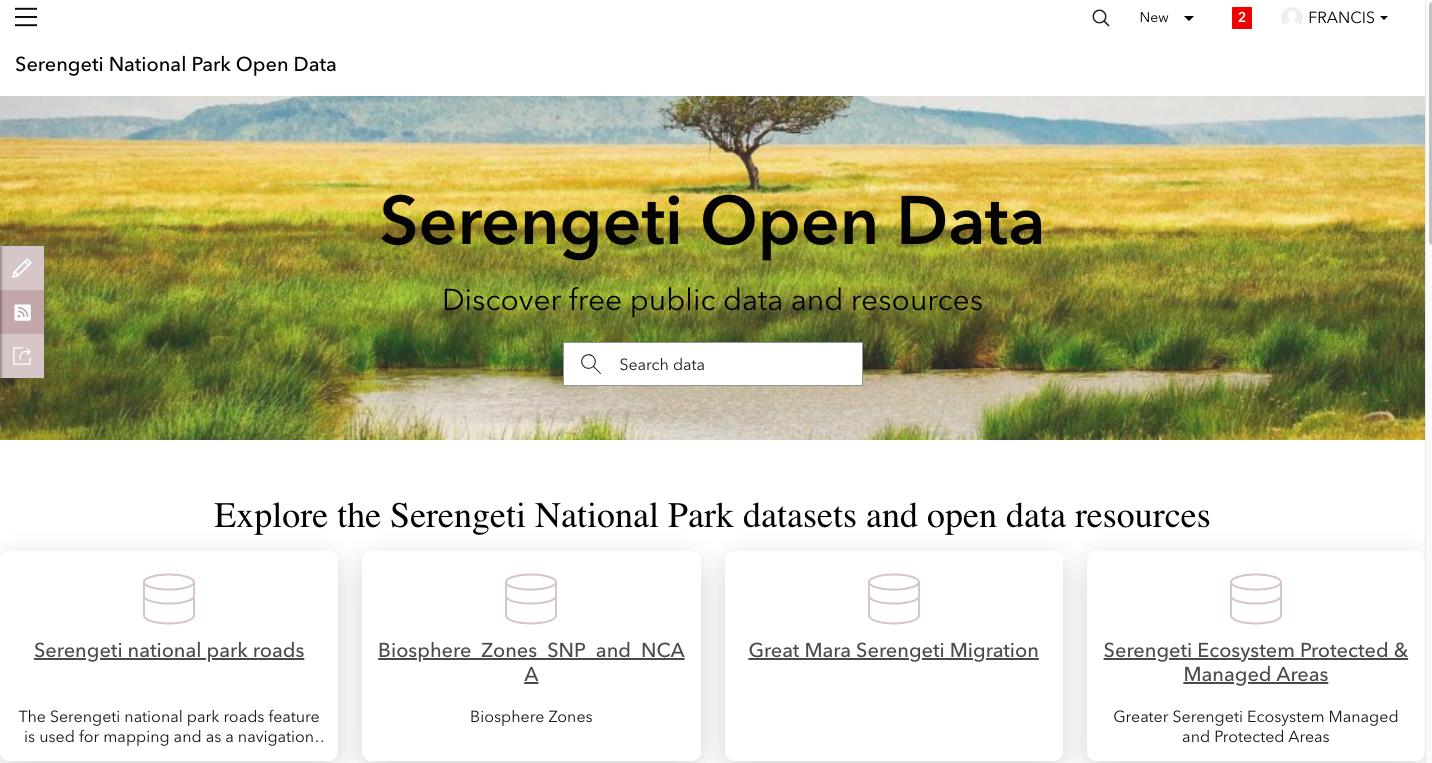 New
2
FRANCIS
Serengeti National Park Open Data
Serengeti Open Data
Discover free public data and resources
Search data
Explore the Serengeti National Park datasets and open data resources
Serengeti national park roads
The Serengeti national park roads feature
is used for mapping and as a navigation..
Biosphere_Zones_SNP_and_NCA
A
Biosphere Zones
Great Mara Serengeti Migration
Serengeti Ecosystem Protected &
Managed Areas
Greater Serengeti Ecosystem Managed
and Protected Areas